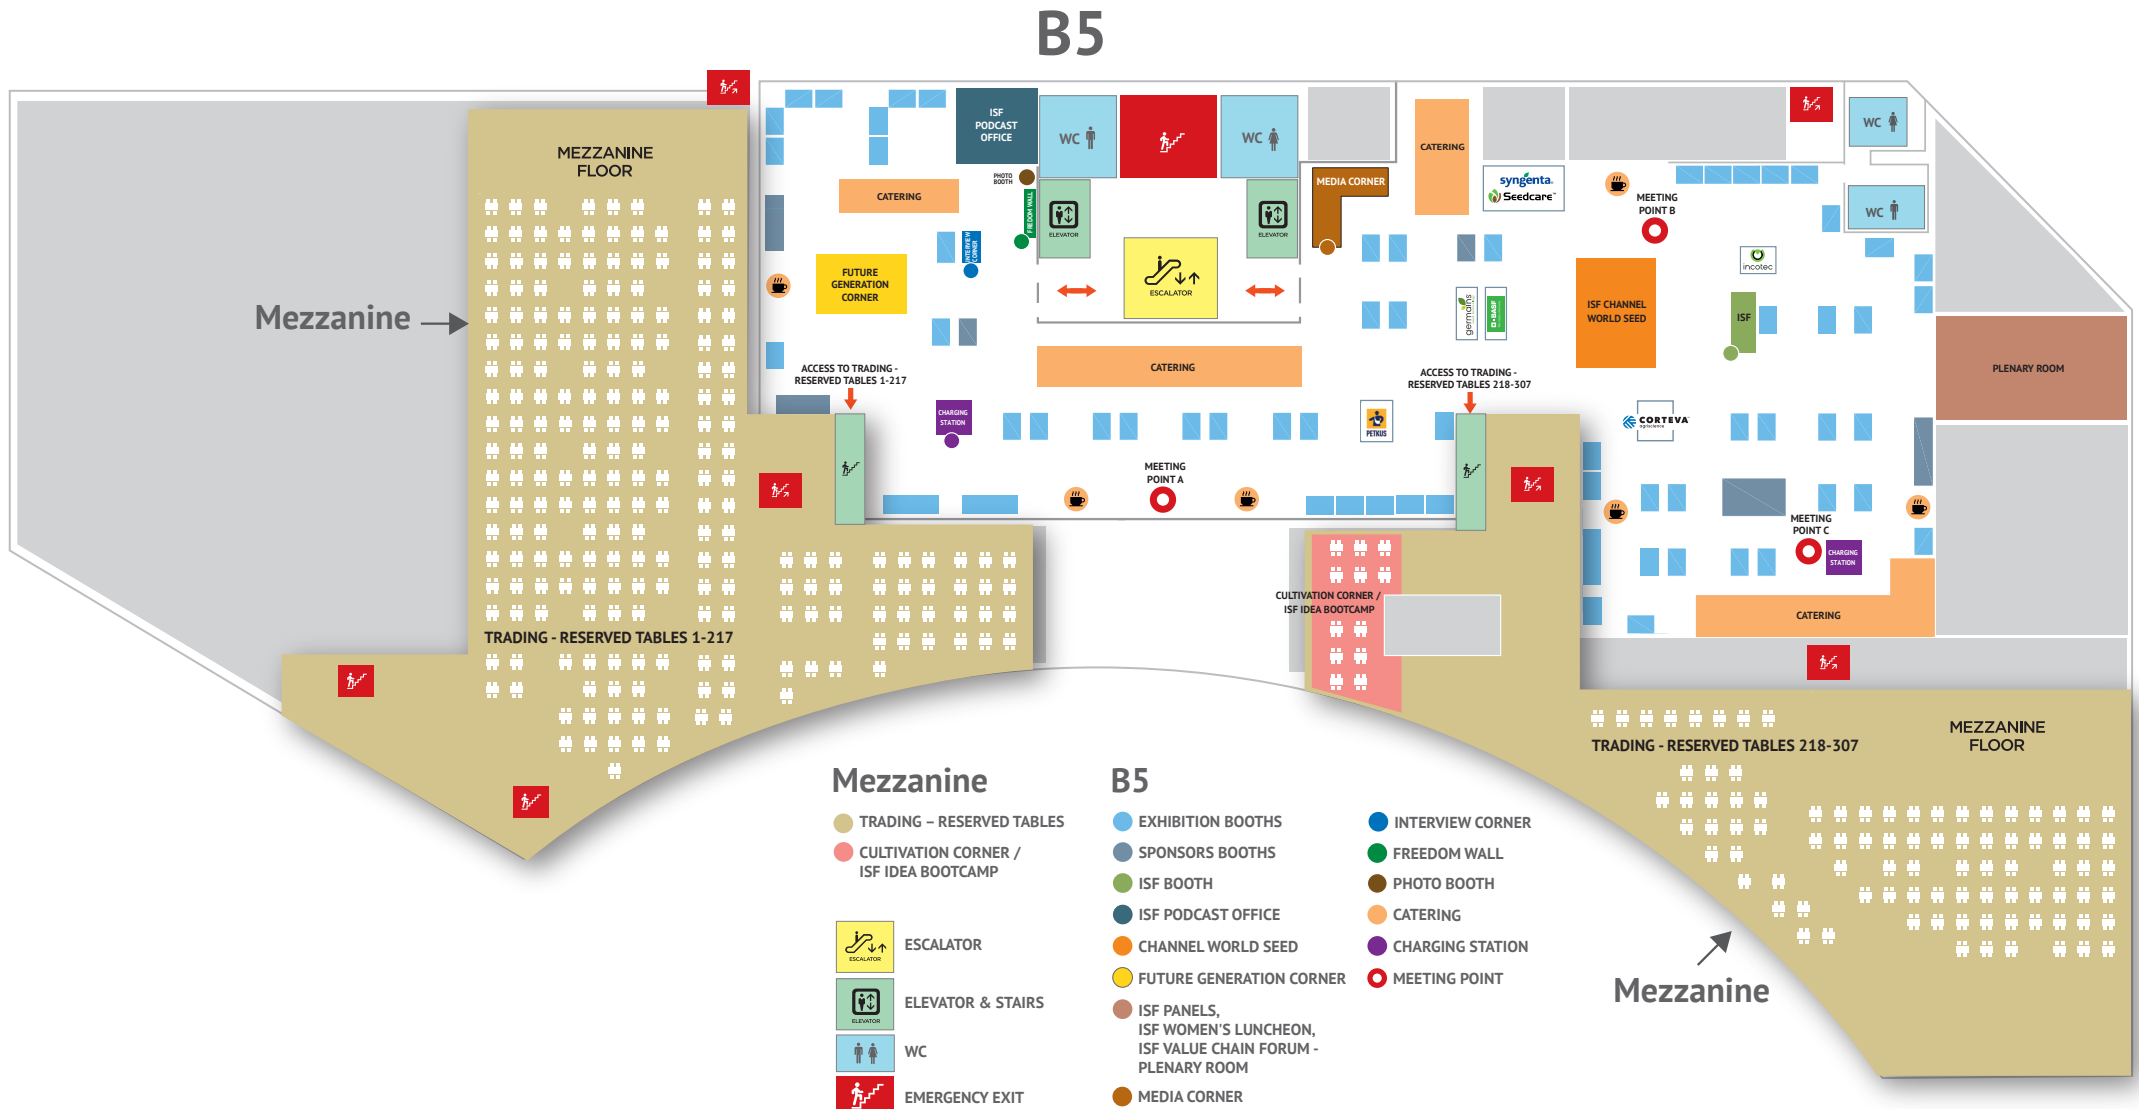 B5
MEZZANINE
FLOOR
Mezzanine
TRADING - RESERVED TABLES 1-217
ISF
PODCAST
OFFICE
WC
WC
PHOTO
BOOTH
FREDOM WALL
INTERVIEW
CORNER
CATERING
FUTURE
GENERATION
CORNER
ELEVATOR
ELEVATOR
ESCALATOR
MEDIA CORNER
CATERING
CATERING
ACCESS TO TRADING -
RESERVED TABLES 1-217
ACCESS TO TRADING -
RESERVED TABLES 218-307
CHARGING
STATION
MEETING
POINT A
PETKUS
syngenta
Seedcare™
MEETING
POINT B
WC
WC
incotec
germains
BASF
ISF CHANNEL
WORLD SEED
ISF
PLENARY ROOM
CORTEVA
agriscience
MEETING
POINT C
CHARGING
STATION
CATERING
CULTIVATION CORNER /
ISF IDEA BOOTCAMP
TRADING - RESERVED TABLES 218-307
MEZZANINE
FLOOR
Mezzanine
Mezzanine
TRADING – RESERVED TABLES
CULTIVATION CORNER /
ISF IDEA BOOTCAMP
ESCALATOR
ESCALATOR
ELEVATOR
ELEVATOR & STAIRS
WC
EMERGENCY EXIT
B5
EXHIBITION BOOTHS
SPONSORS BOOTHS
ISF BOOTH
ISF PODCAST OFFICE
CHANNEL WORLD SEED
FUTURE GENERATION CORNER
ISF PANELS,
ISF WOMEN'S LUNCHEON,
ISF VALUE CHAIN FORUM -
PLENARY ROOM
MEDIA CORNER
INTERVIEW CORNER
FREEDOM WALL
PHOTO BOOTH
CATERING
CHARGING STATION
MEETING POINT